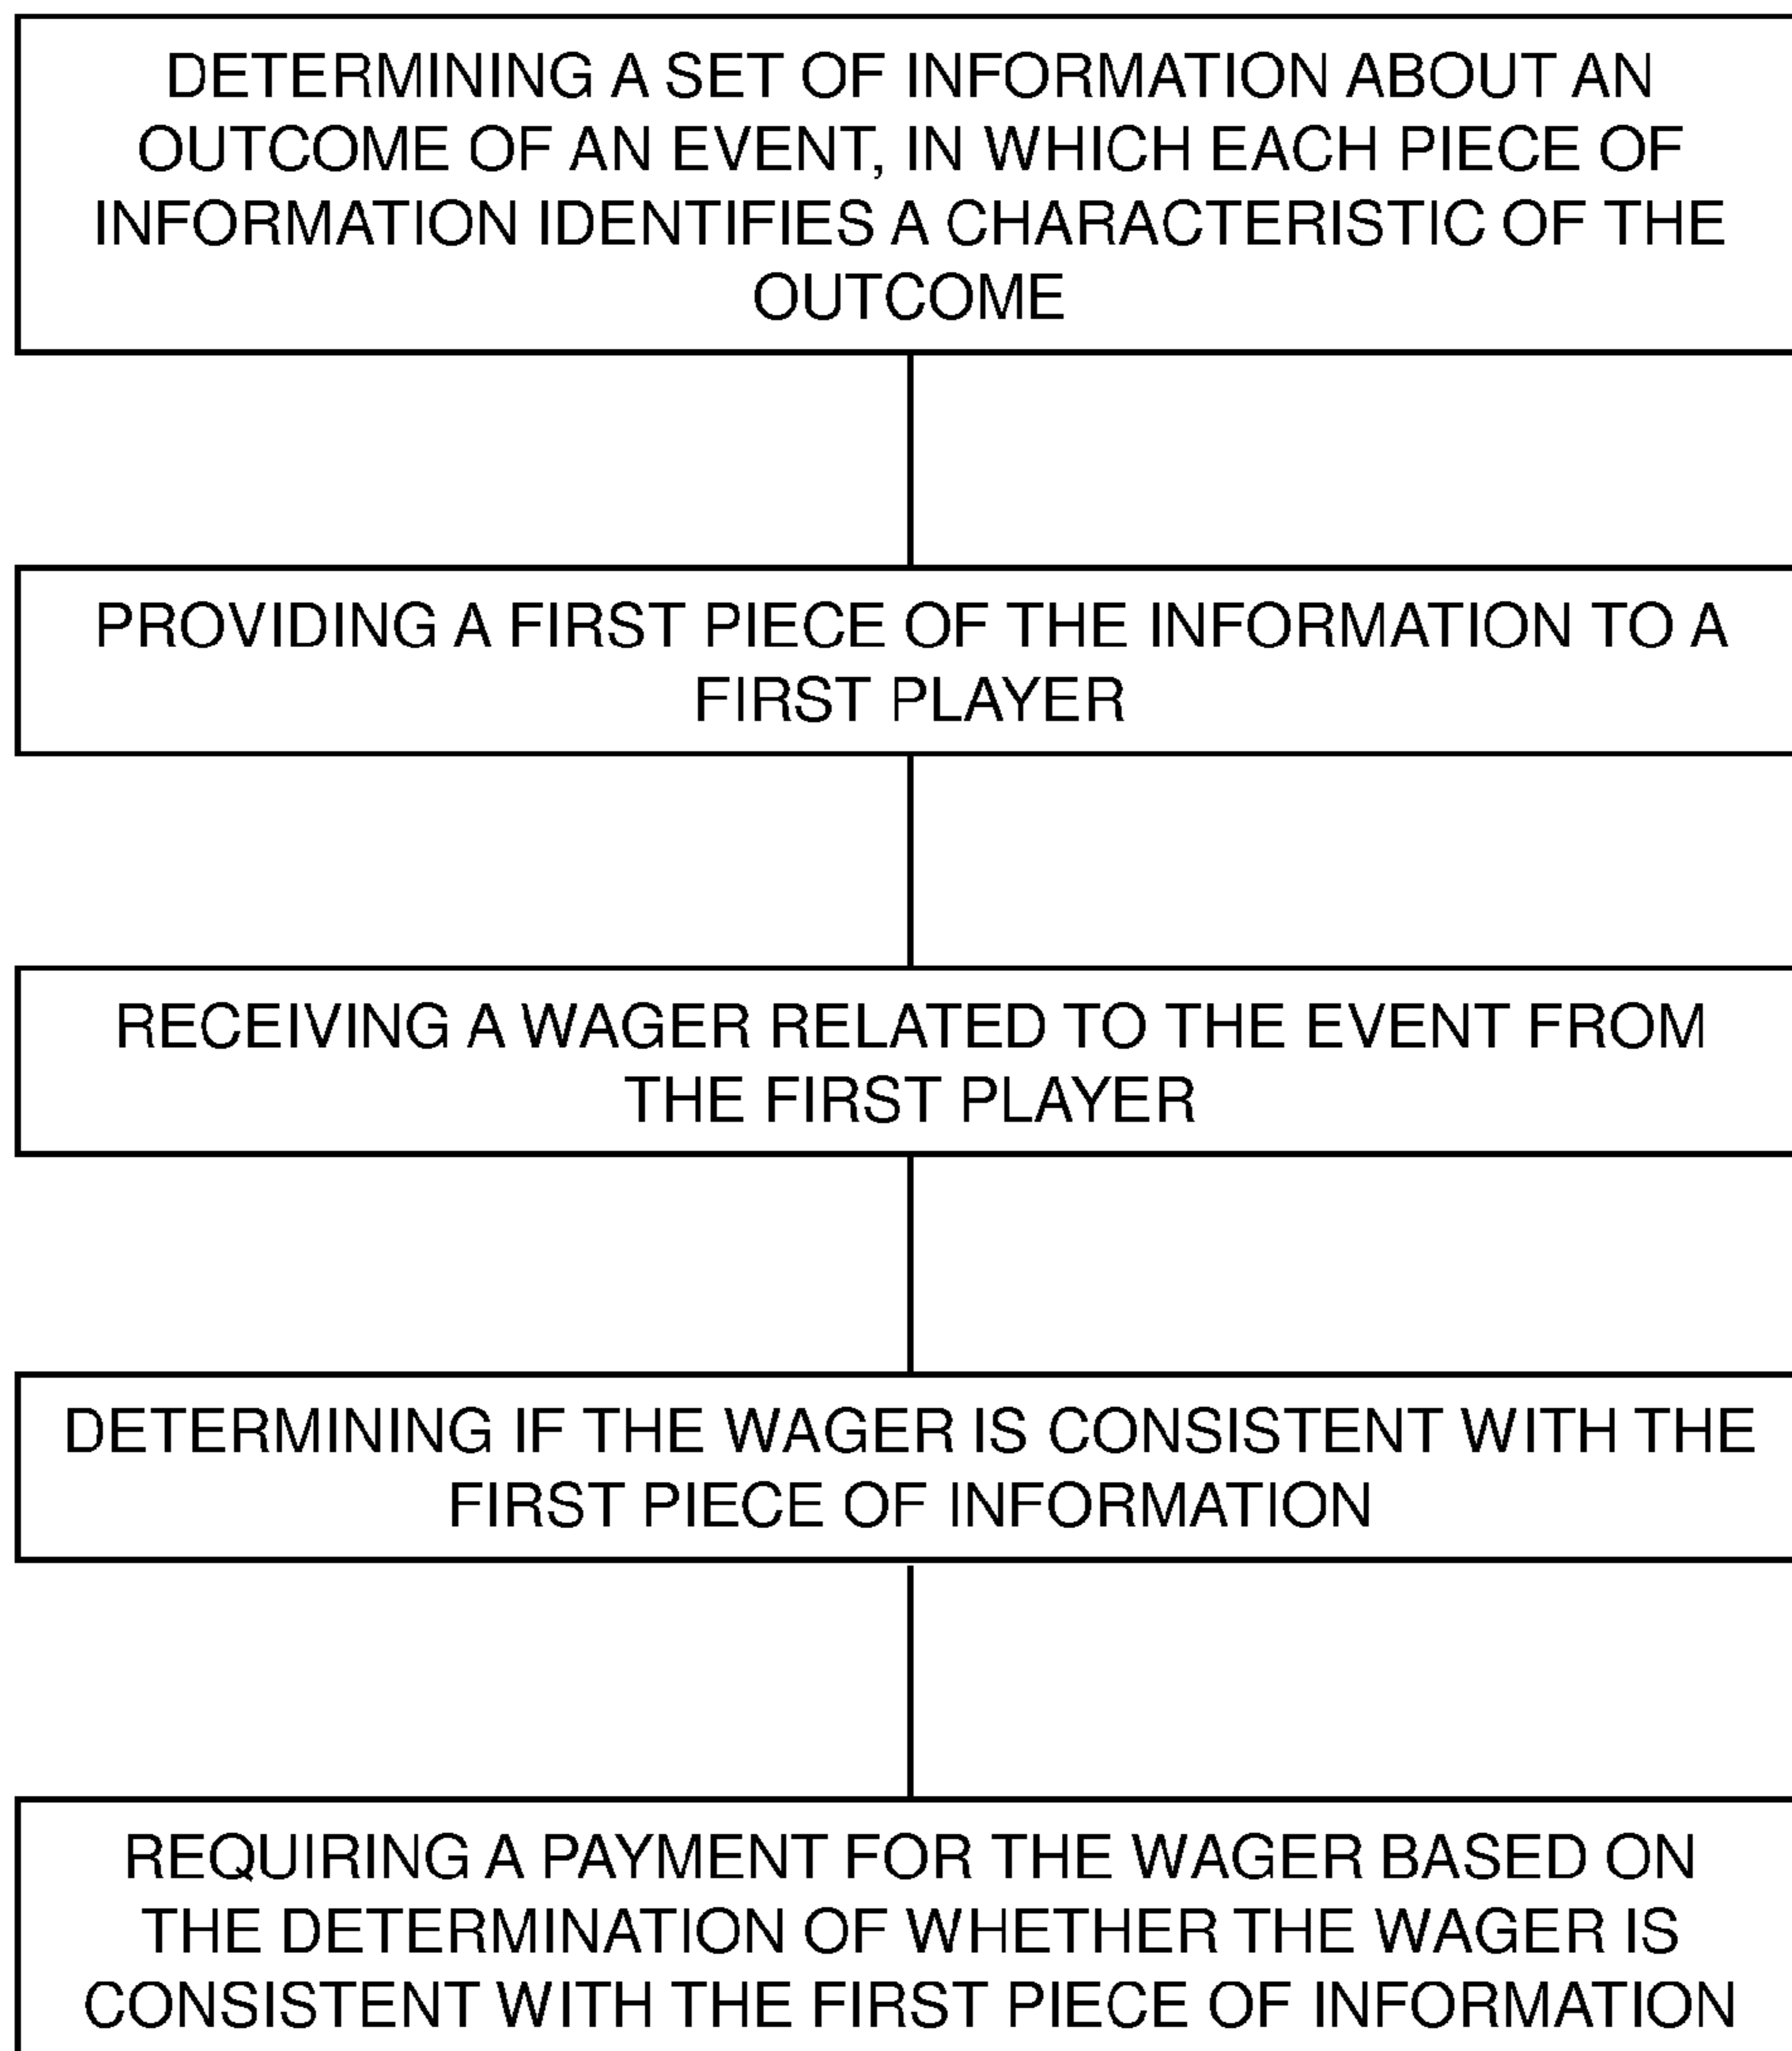 DETERMINING A SET OF INFORMATION ABOUT AN
OUTCOME OF AN EVENT, IN WHICH EACH PIECE OF
INFORMATION IDENTIFIES A CHARACTERISTIC OF THE
OUTCOME
PROVIDING A FIRST PIECE OF THE INFORMATION TO A
FIRST PLAYER
RECEIVING A WAGER RELATED TO THE EVENT FROM
THE FIRST PLAYER
DETERMINING IF THE WAGER IS CONSISTENT WITH THE
FIRST PIECE OF INFORMATION
REQUIRING A PAYMENT FOR THE WAGER BASED ON
THE DETERMINATION OF WHETHER THE WAGER IS
CONSISTENT WITH THE FIRST PIECE OF INFORMATION